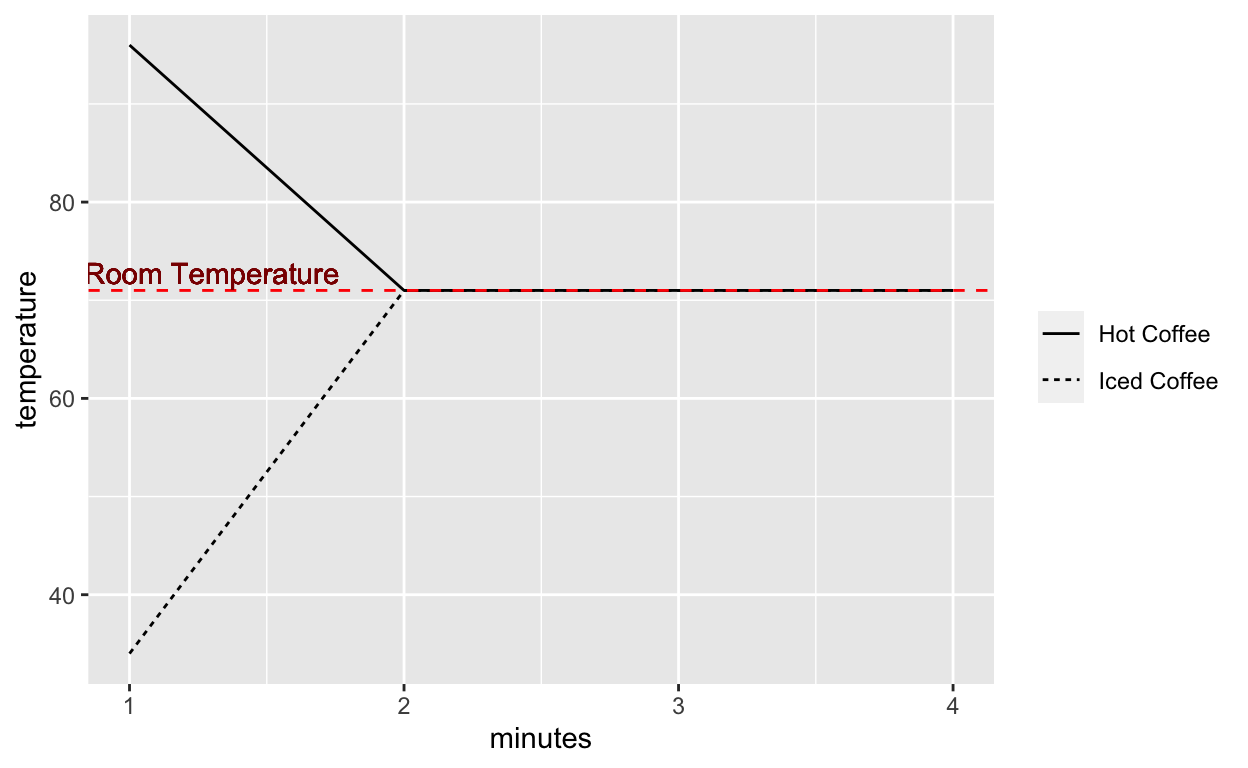 80
Room Temperature
60
40
temperature
1 2 3 4
minutes
Hot Coffee
Iced Coffee